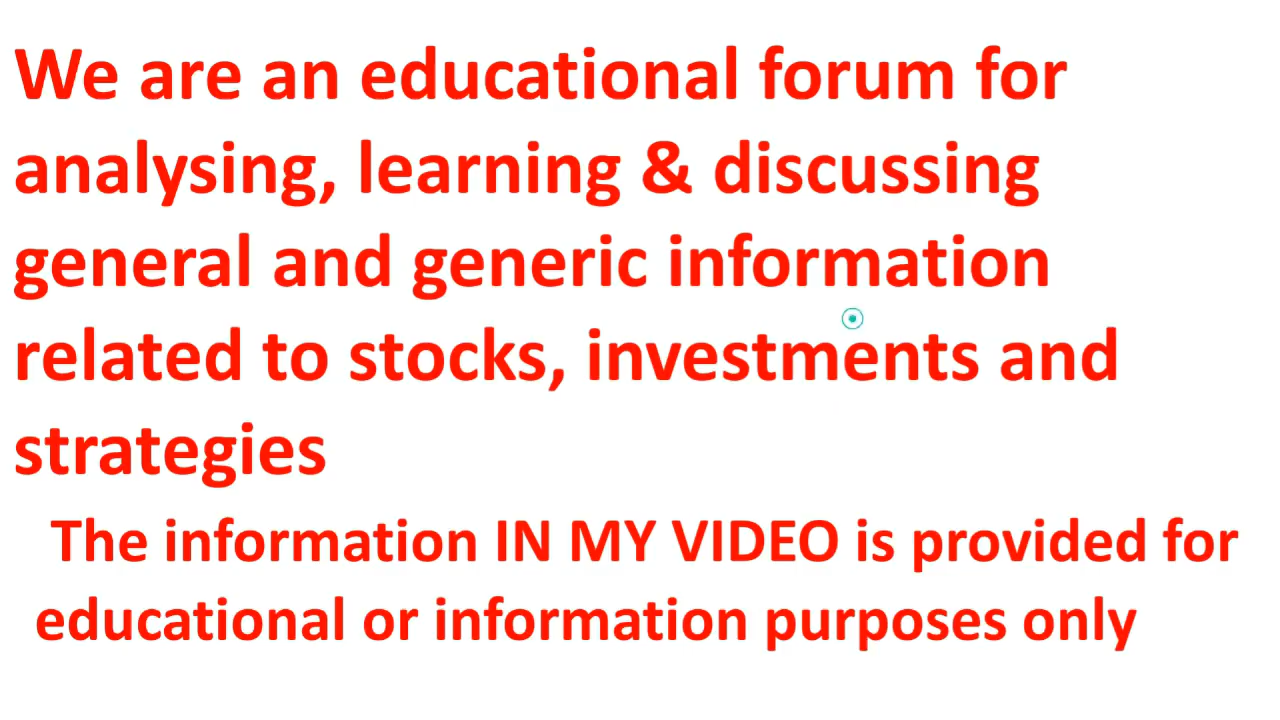 We are an educational forum for
analysing, learning & discussing
general and generic information
related to stocks, investments and
strategies
The information IN MY VIDEO is provided for
educational or information purposes only